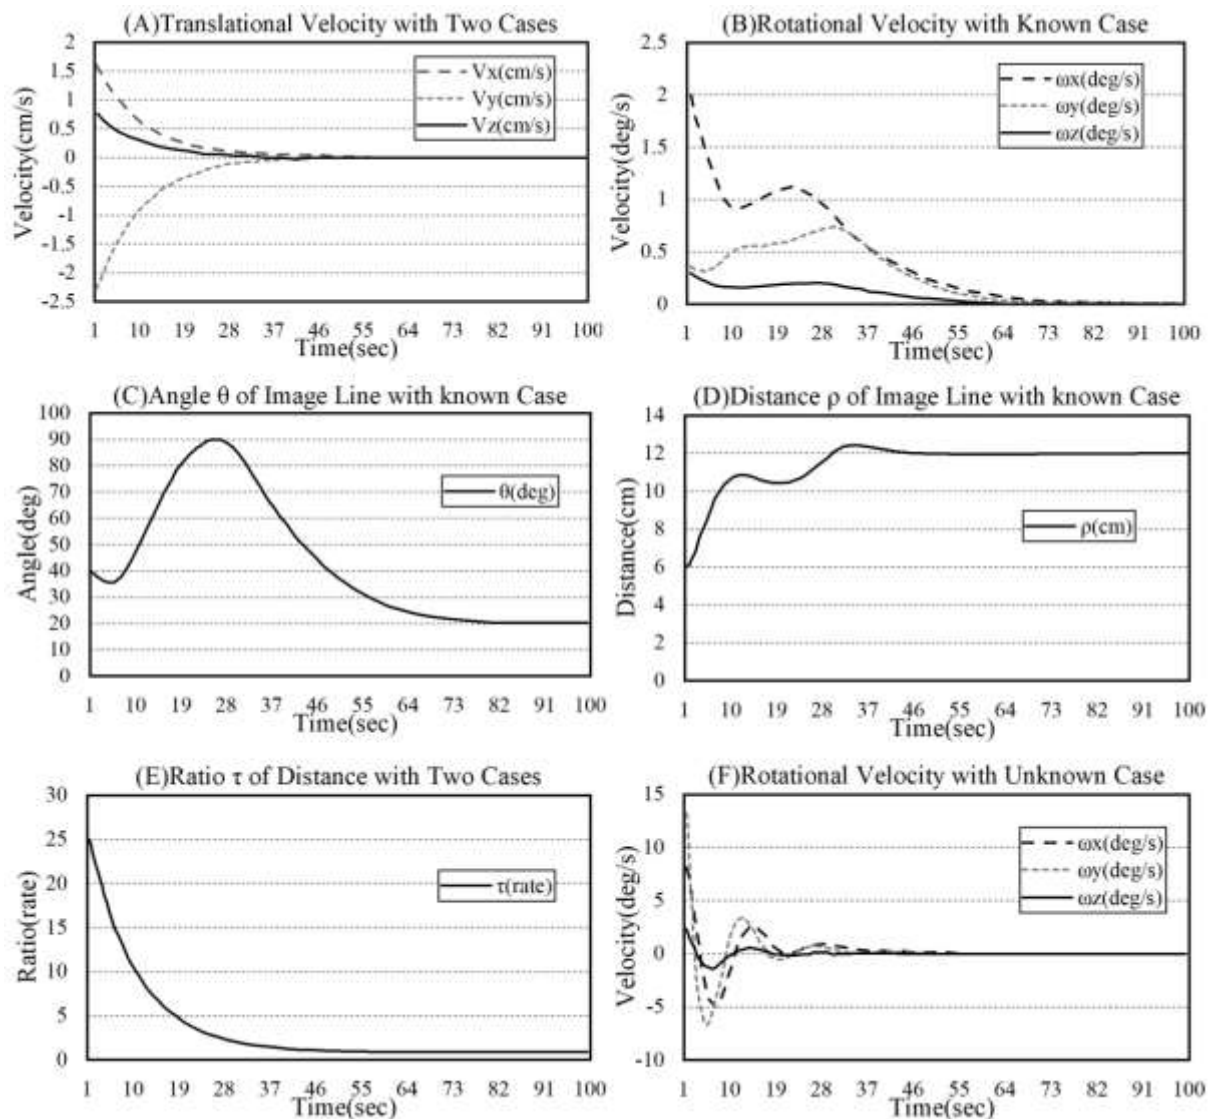 (A)Translational Velocity with Two Cases
2
1.5
1
0.5
0
-0.5
-1
-1.5
-2
-2.5
Velocity(cm/s)
Vx(cm/s)
Vy(cm/s)
Vz(cm/s)
1 10 19 28 37 46 55 64 73 82 91 100
Time(sec)
(B)Rotational Velocity with Known Case
2.5
2
1.5
1
0.5
0
Velocity(deg/s)
ωx(deg/s)
ωy(deg/s)
ωz(deg/s)
1 10 19 28 37 46 55 64 73 82 91 100
Time(sec)
(C)Angle θ of Image Line with known Case
100
90
80
70
60
50
40
30
20
10
0
Angle(deg)
θ(deg)
1 10 19 28 37 46 55 64 73 82 91 100
Time(sec)
(D)Distance ρ of Image Line with known Case
14
12
10
8
6
4
2
0
Distance(cm)
ρ(cm)
1 10 19 28 37 46 55 64 73 82 91 100
Time(sec)
(E)Ratio τ of Distance with Two Cases
30
25
20
15
10
5
0
Ratio(rate)
τ(rate)
1 10 19 28 37 46 55 64 73 82 91 100
Time(sec)
(F)Rotational Velocity with Unknown Case
15
10
5
0
-5
-10
Velocity(deg/s)
ωx(deg/s)
ωy(deg/s)
ωz(deg/s)
1 10 19 28 37 46 55 64 73 82 91 100
Time(sec)